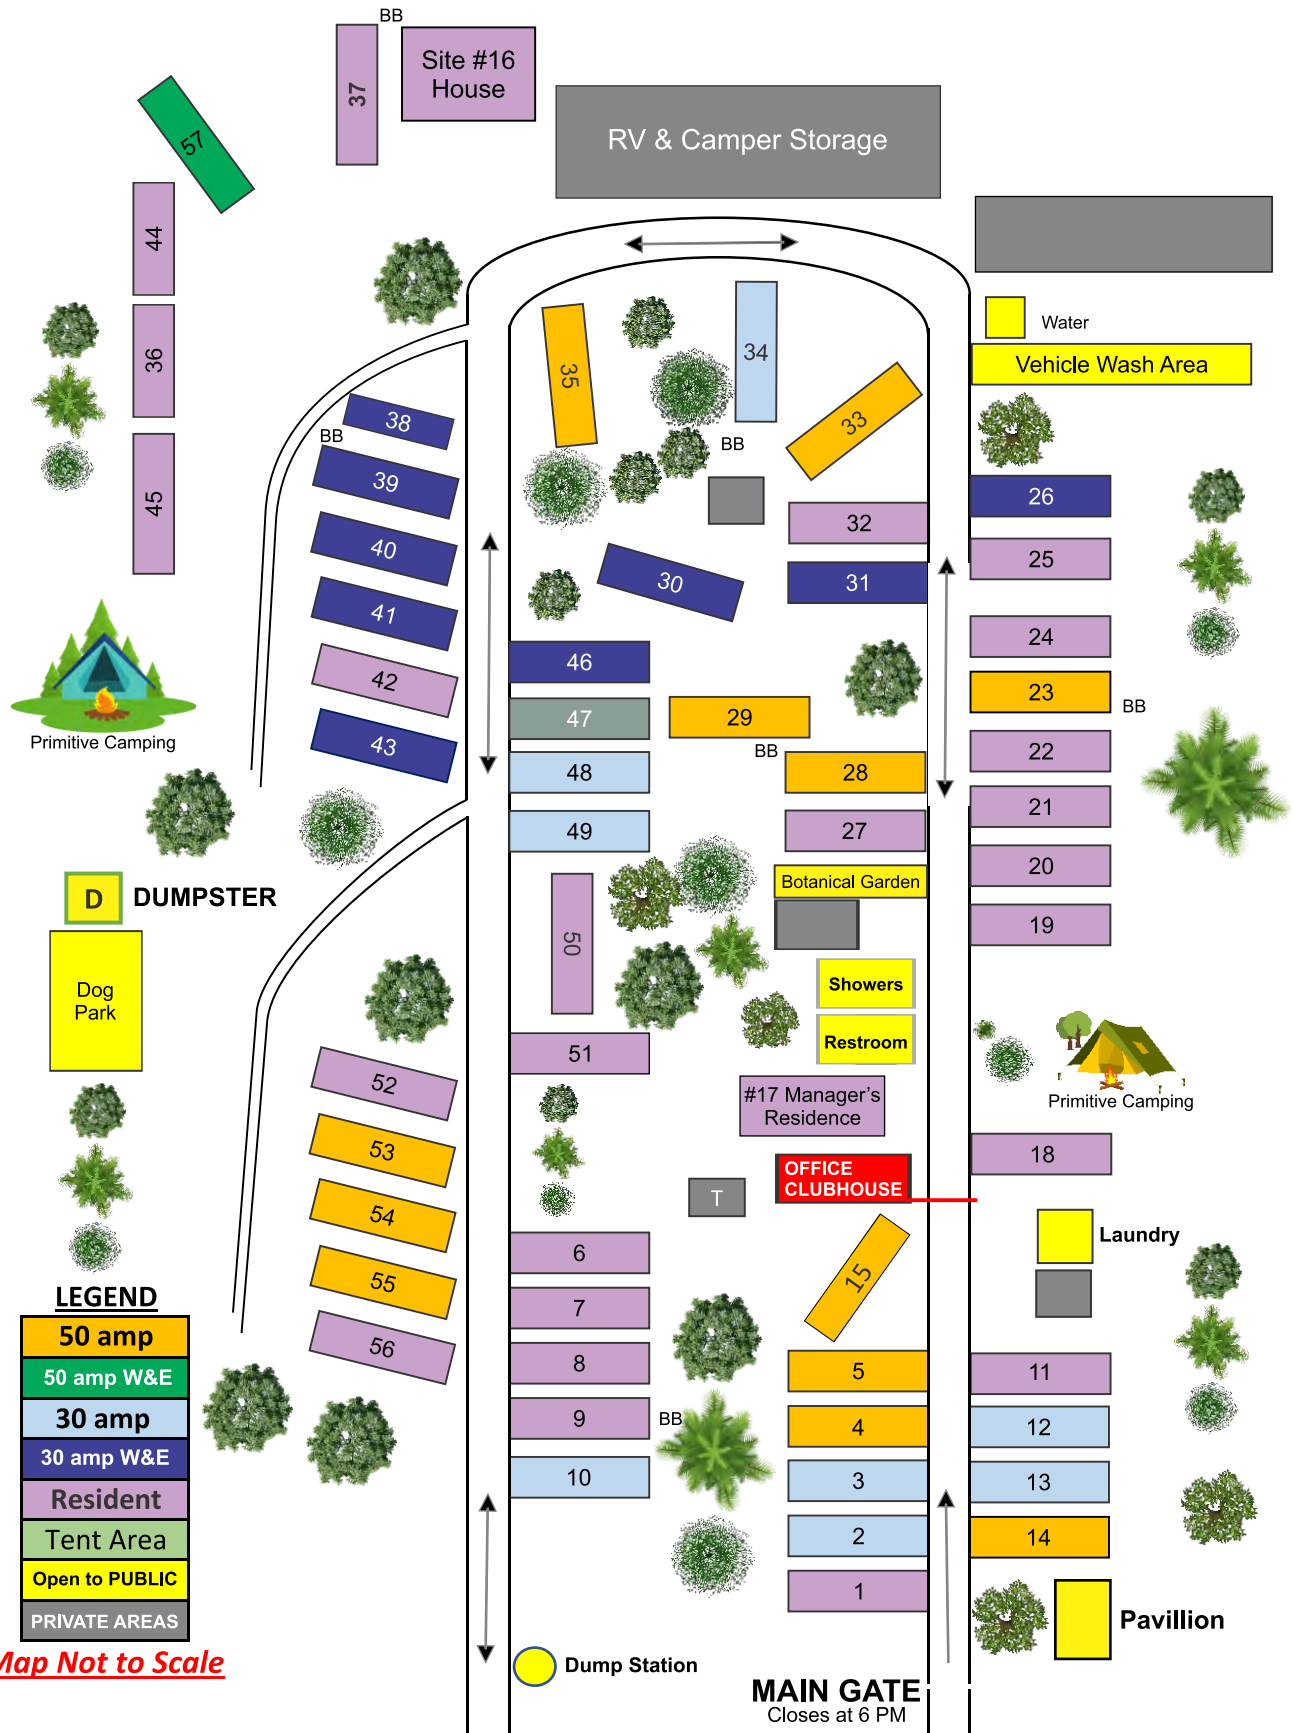 BB
Site #16
House
37
57
RV & Camper Storage
44
36
45
Water
Vehicle Wash Area
35
34
33
BB
38
BB
39
40
41
42
43
32
26
25
30
31
24
46
23
BB
47
29
22
BB
48
28
21
49
27
20
Primitive Camping
Botanical Garden
19
D
DUMPSTER
50
Dog
Park
Showers
Restroom
51
52
#17 Manager's
Residence
Primitive Camping
53
18
OFFICE
CLUBHOUSE
T
54
Laundry
6
55
15
7
56
8
5
11
9
BB
4
12
10
3
13
2
14
1
LEGEND
50 amp
50 amp W&E
30 amp
30 amp W&E
Resident
Tent Area
Open to PUBLIC
PRIVATE AREAS
Map Not to Scale
Pavillion
Dump Station
MAIN GATE
Closes at 6 PM